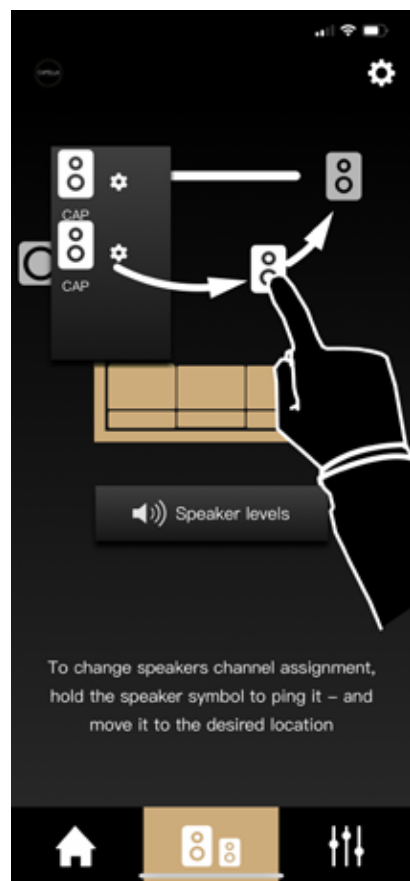 CAP
CAP
Speaker levels
To change speakers channel assignment,
hold the speaker symbol to ping it – and
move it to the desired location